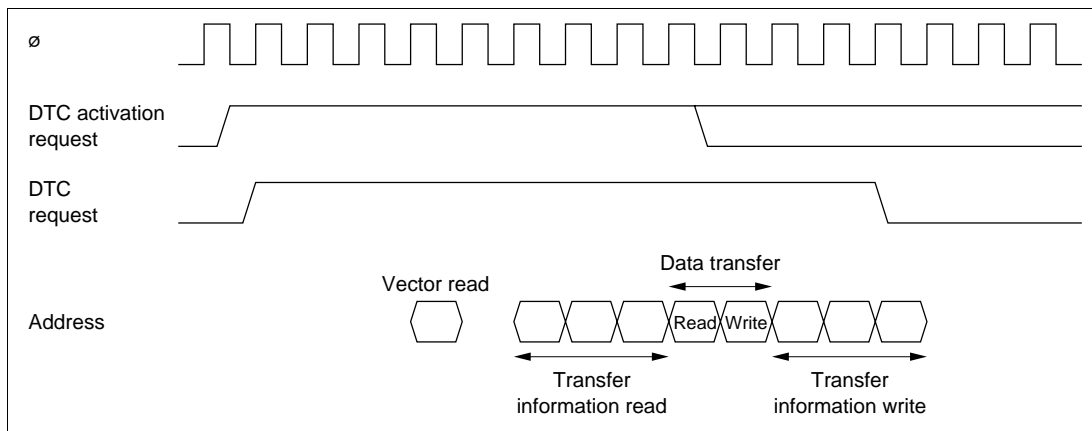 ø
DTC activation
request
DTC
request
Data transfer
Vector read
Address
Read Write
Transfer
information read
Transfer
information write